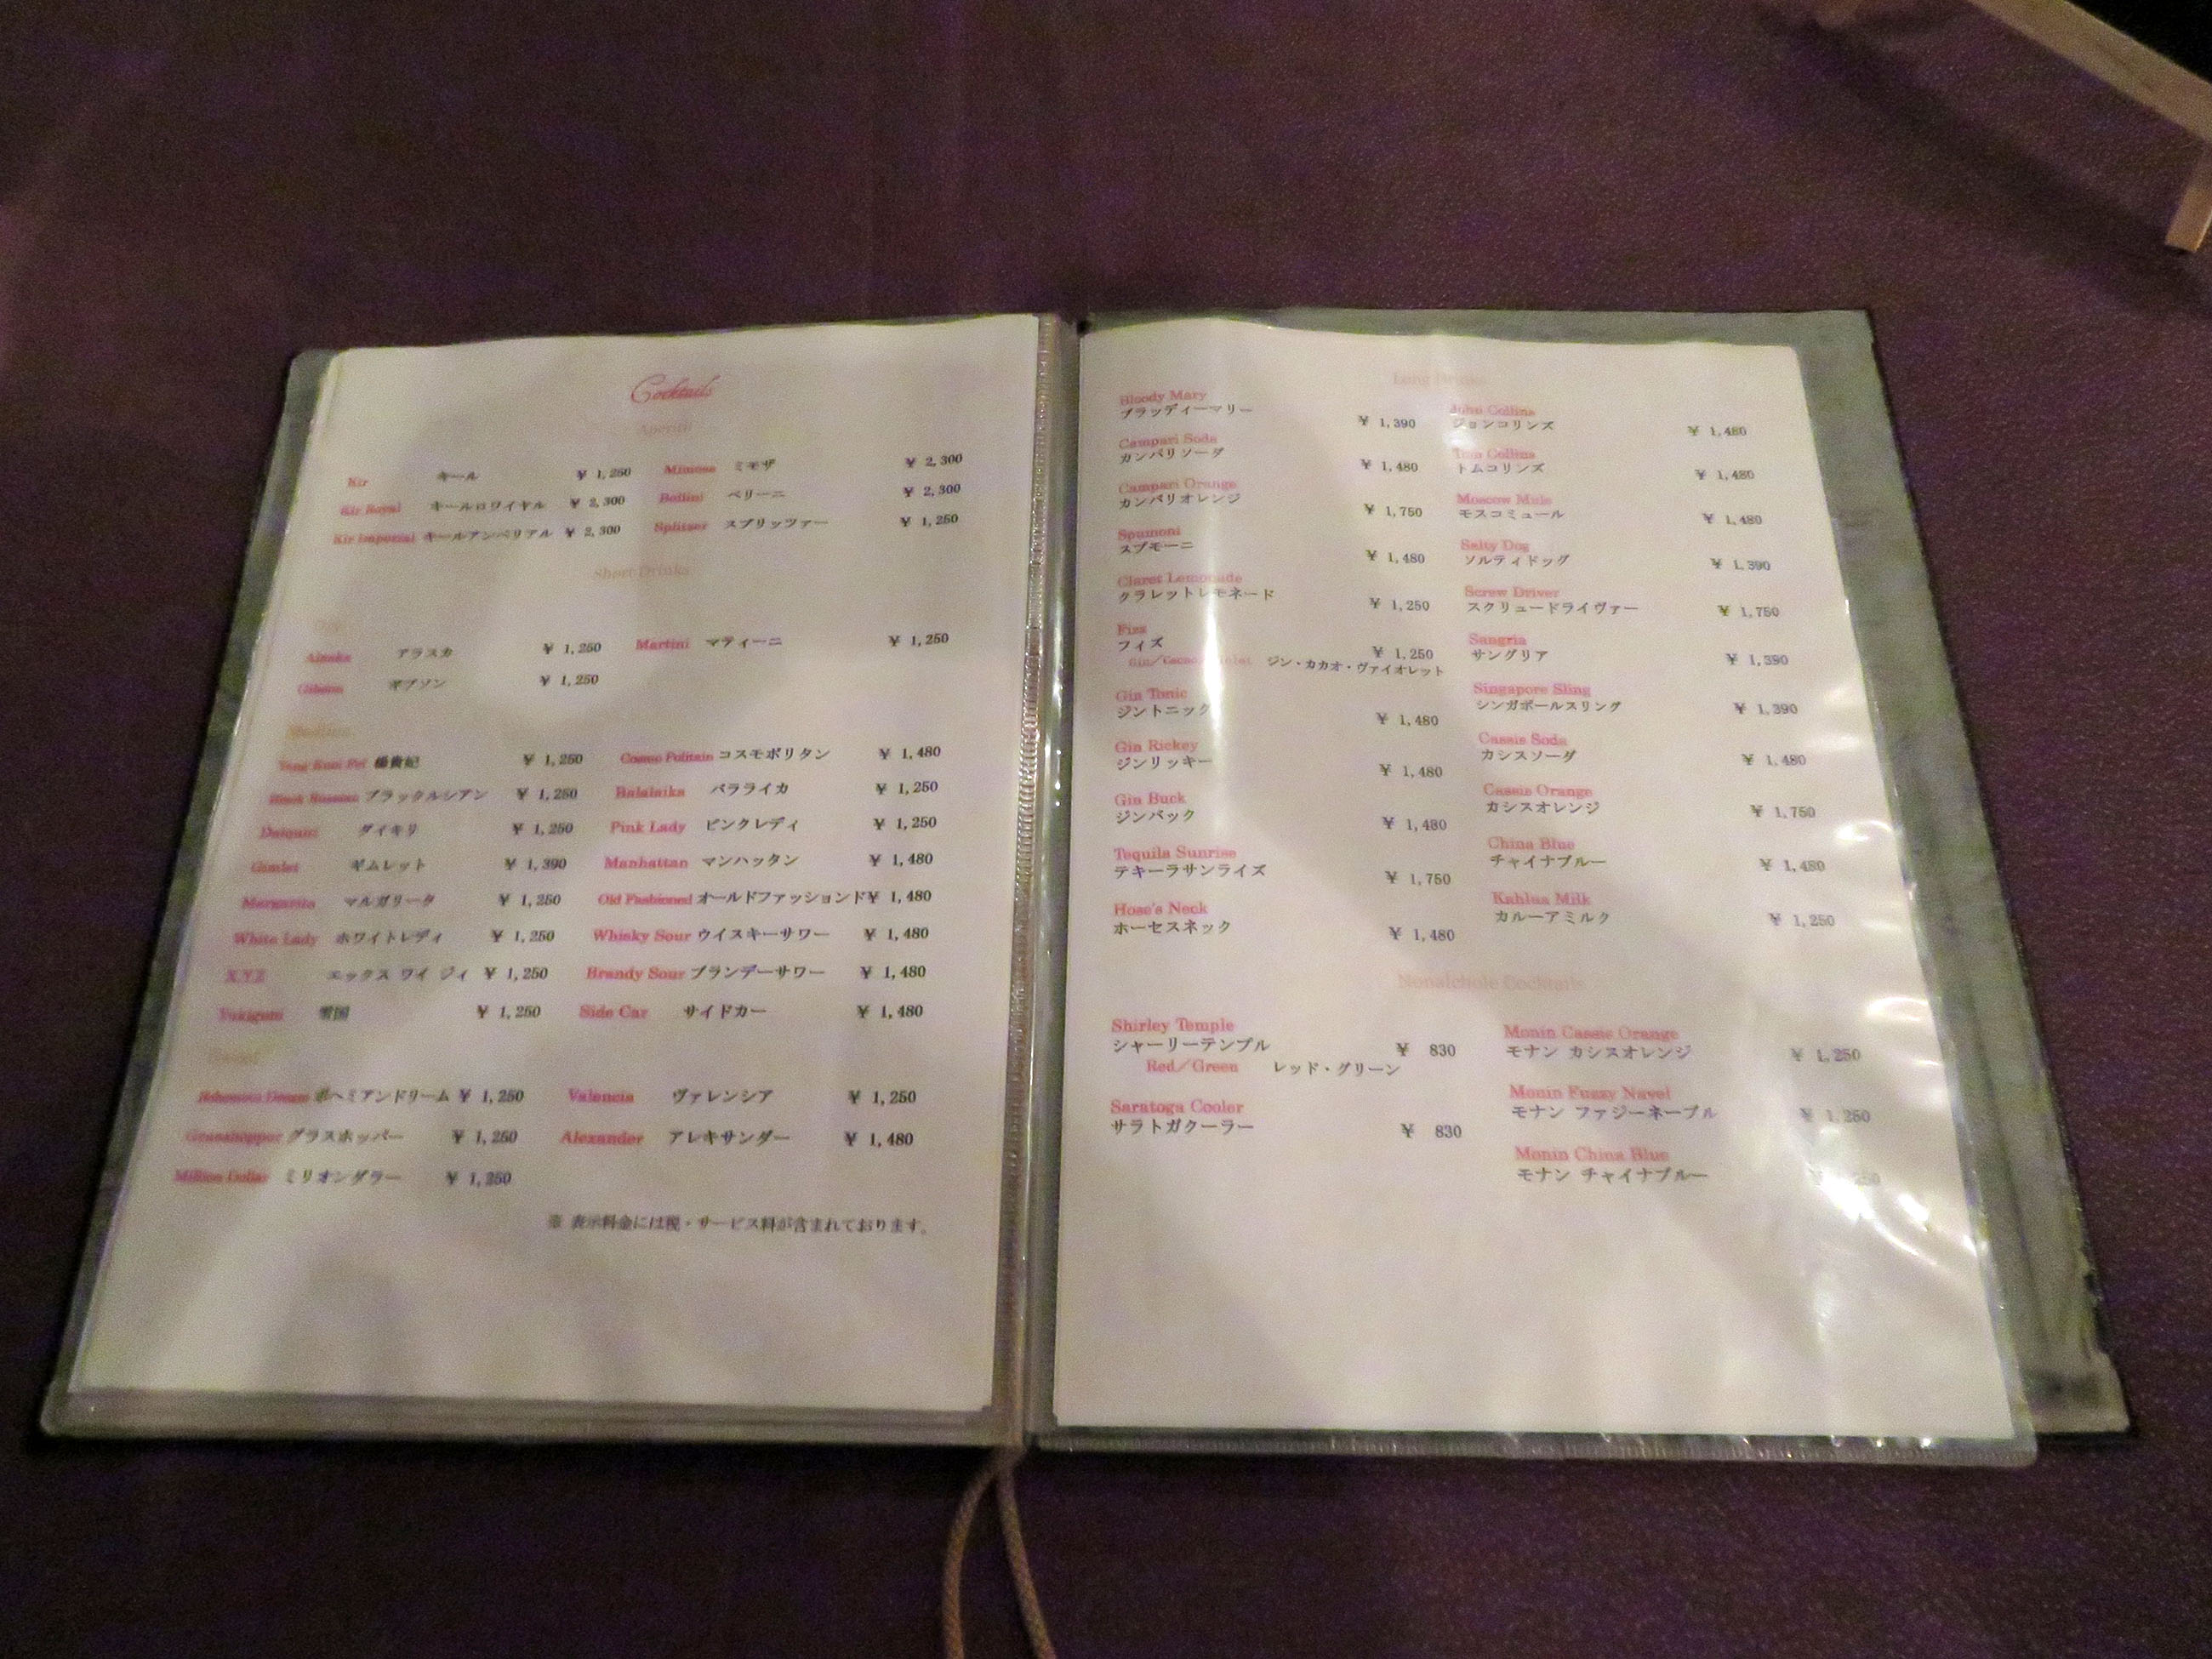 Cocktails
Aperitif
Kir キール ¥ 1,250 Mimosa ミモザ ¥ 2,300
Kir Royal キールロワイヤル ¥ 2,300 Bellini ベリーニ ¥ 2,300
Kir Imperial キールアンペリアル ¥ 2,300 Splitzer スプリッツァー ¥ 1,250
Short Drinks
アラスカ ¥ 1,250 Martini マティーニ ¥ 1,250
Gibson ギブソン ¥ 1,250
Medium
Yang Kuei Fei 楊貴妃 ¥ 1,250 Cosmo Politain コスモポリタン ¥ 1,480
Black Russian ブラックルシアン ¥ 1,250 Balalaika バラライカ ¥ 1,250
Daiquiri ダイキリ ¥ 1,250 Pink Lady ピンクレディ ¥ 1,250
Gimlet ギムレット ¥ 1,390 Manhattan マンハッタン ¥ 1,480
Margarita マルガリータ ¥ 1,250 Old Fashioned オールドファッションド¥ 1,480
White Lady ホワイトレディ ¥ 1,250 Whisky Sour ウイスキーサワー ¥ 1,480
X.Y.Z エックス ワイ ジィ ¥ 1,250 Brandy Sour ブランデーサワー ¥ 1,480
Yukiguni 雪国 ¥ 1,250 Side Car サイドカー ¥ 1,480
Sweet
Bohemian Dream ボヘミアンドリーム ¥ 1,250 Valencia ヴァレンシア ¥ 1,250
Grasshopper グラスホッパー ¥ 1,250 Alexander アレキサンダー ¥ 1,480
Million Dollar ミリオンダラー ¥ 1,250
※ 表示料金には税・サービス料が含まれております。
Long Drinks
Bloody Mary
ブラッディーマリー ¥ 1,390
Campari Soda
カンパリソーダ ¥ 1,480
Campari Orange
カンパリオレンジ ¥ 1,750
Spumoni
スプモーニ ¥ 1,480
Claret Lemonade
クラレットレモネード ¥ 1,250
Fizz
フィズ ¥ 1,250
Gin/Cacao/Violet ジン・カカオ・ヴァイオレット
Gin Tonic
ジントニック ¥ 1,480
Gin Rickey
ジンリッキー ¥ 1,480
Gin Buck
ジンバック ¥ 1,480
Tequila Sunrise
テキーラサンライズ ¥ 1,750
Hose's Neck
ホーセスネック ¥ 1,480
John Collins
ジョンコリンズ ¥ 1,480
Tom Collins
トムコリンズ ¥ 1,480
Moscow Mule
モスコミュール ¥ 1,480
Salty Dog
ソルティドッグ ¥ 1,390
Screw Driver
スクリュードライヴァー ¥ 1,750
Sangria
サングリア ¥ 1,390
Singapore Sling
シンガポールスリング ¥ 1,390
Cassis Soda
カシスソーダ ¥ 1,480
Cassis Orange
カシスオレンジ ¥ 1,750
China Blue
チャイナブルー ¥ 1,480
Kahlua Milk
カルーアミルク ¥ 1,250
Nonalchole Cocktails
Shirley Temple
シャーリーテンプル ¥ 830
Red/Green レッド・グリーン
Saratoga Cooler
サラトガクーラー ¥ 830
Monin Cassis Orange
モナン カシスオレンジ ¥ 1,250
Monin Fuzzy Navel
モナン ファジーネーブル ¥ 1,250
Monin China Blue
モナン チャイナブルー